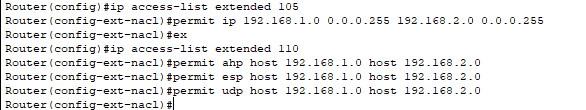 Router(config)#ip access-list extended 105
Router(config-ext-nacl)#permit ip 192.168.1.0 0.0.0.255 192.168.2.0 0.0.0.255
Router(config-ext-nacl)#ex
Router(config)#ip access-list extended 110
Router(config-ext-nacl)#permit ahp host 192.168.1.0 host 192.168.2.0
Router(config-ext-nacl)#permit esp host 192.168.1.0 host 192.168.2.0
Router(config-ext-nacl)#permit udp host 192.168.1.0 host 192.168.2.0
Router(config-ext-nacl)#